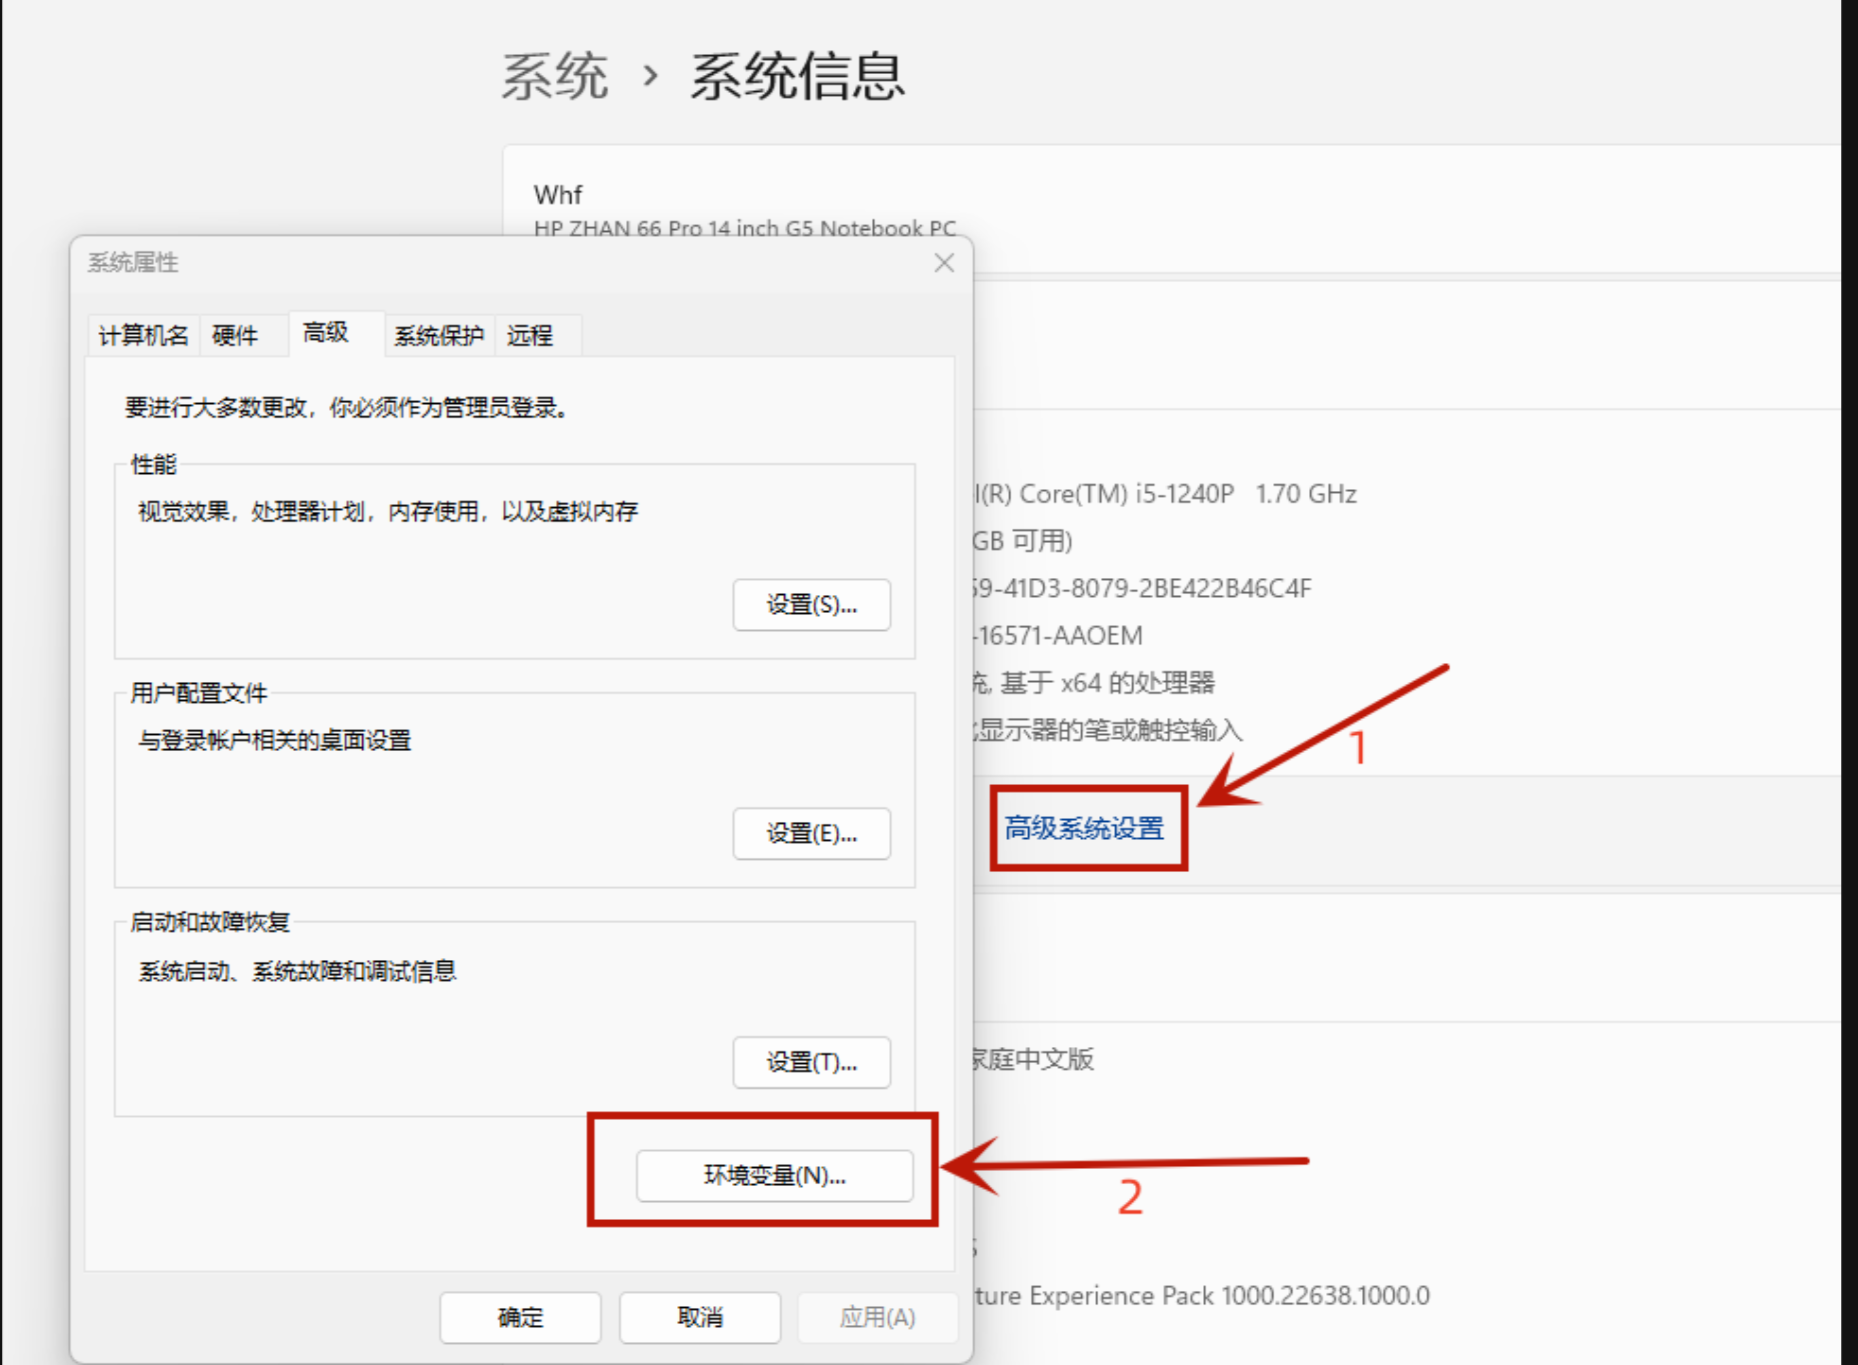 系统 › 系统信息
Whf
HP ZHAN 66 Pro 14 inch G5 Notebook PC
系统属性
计算机名 硬件 高级 系统保护 远程
要进行大多数更改，你必须作为管理员登录。
性能
视觉效果，处理器计划，内存使用，以及虚拟内存
设置(S)...
用户配置文件
与登录帐户相关的桌面设置
设置(E)...
启动和故障恢复
系统启动、系统故障和调试信息
设置(T)...
环境变量(N)...
确定 取消 应用(A)
l(R) Core(TM) i5-1240P 1.70 GHz
GB 可用)
59-41D3-8079-2BE422B46C4F
-16571-AAOEM
统, 基于 x64 的处理器
显示器的笔或触控输入
1
高级系统设置
家庭中文版
2
ture Experience Pack 1000.22638.1000.0